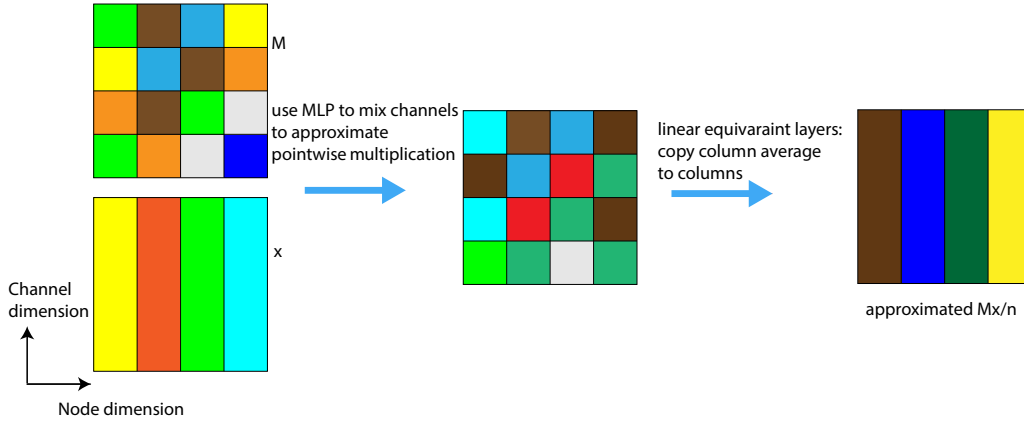 M
use MLP to mix channels
to approximate
pointwise multiplication
x
Channel
dimension
Node dimension
linear equivaraint layers:
copy column average
to columns
approximated Mx/n